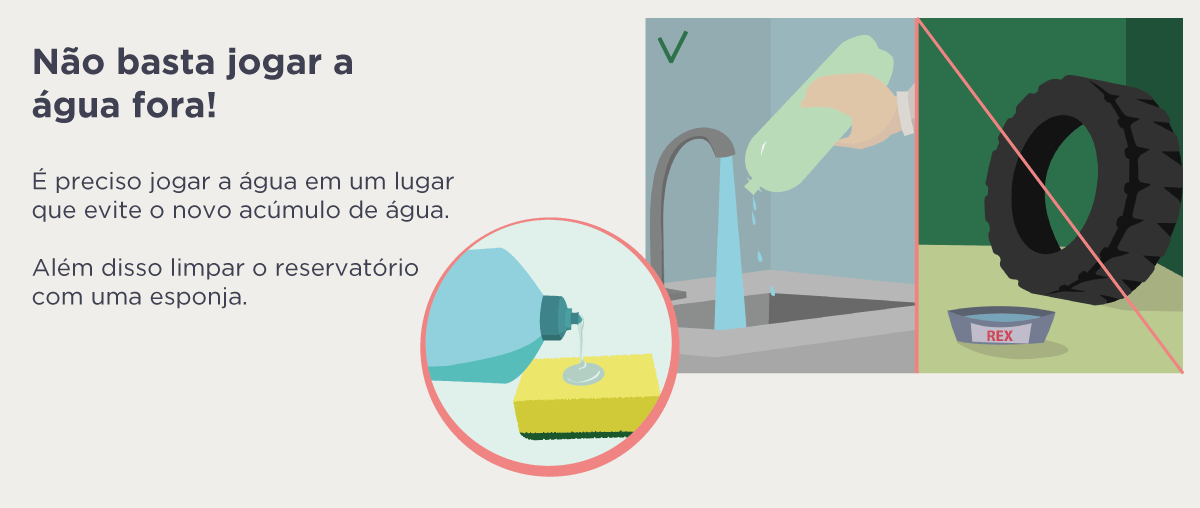 Não basta jogar a
água fora!
É preciso jogar a água em um lugar
que evite o novo acúmulo de água.
Além disso limpar o reservatório
com uma esponja.
REX